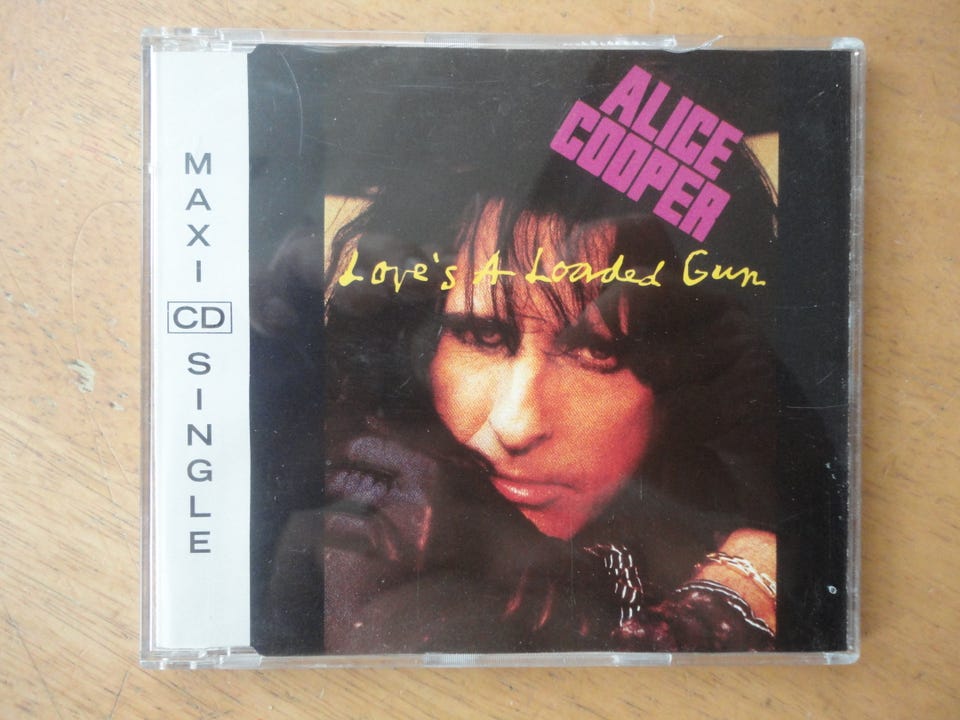 MAXI CD SINGLE
ALICE
COOPER
Love's A Loaded Gun